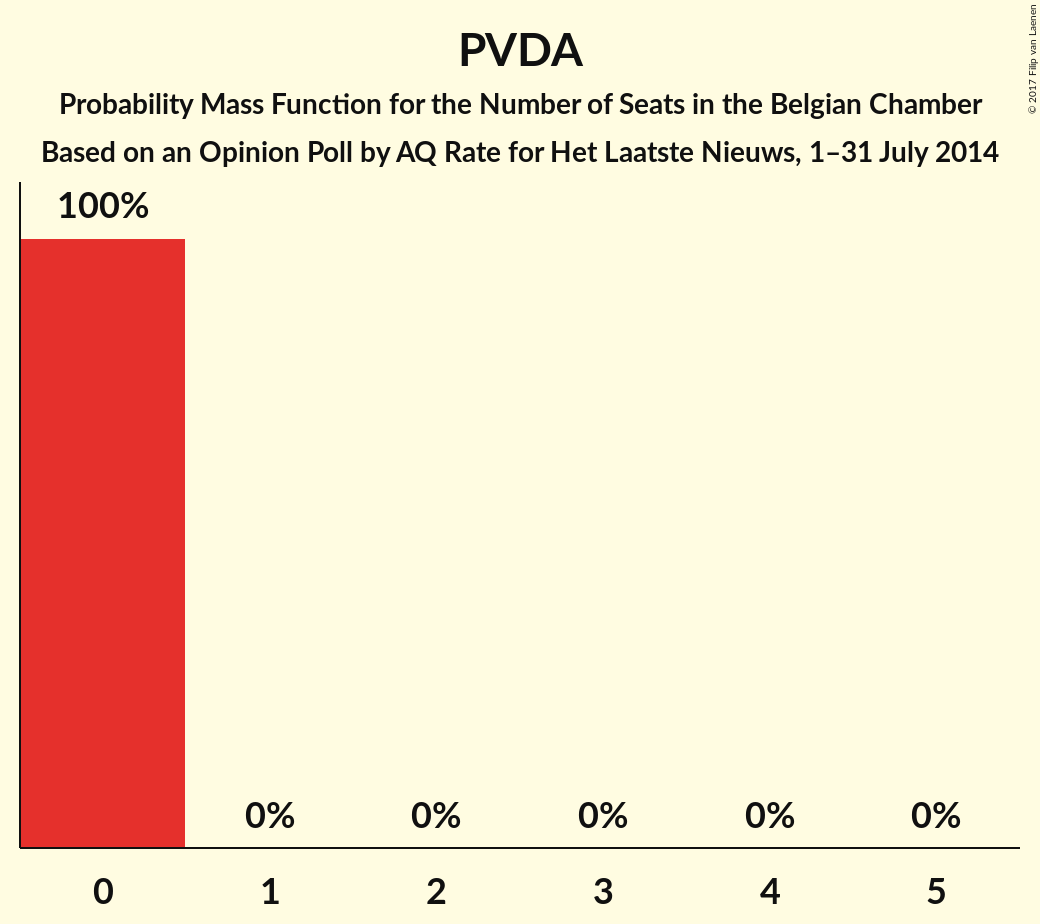 PVDA
Probability Mass Function for the Number of Seats in the Belgian Chamber
Based on an Opinion Poll by AQ Rate for Het Laatste Nieuws, 1–31 July 2014
© 2017 Filip van Laenen
100%
0% 0% 0% 0% 0%
0 1 2 3 4 5